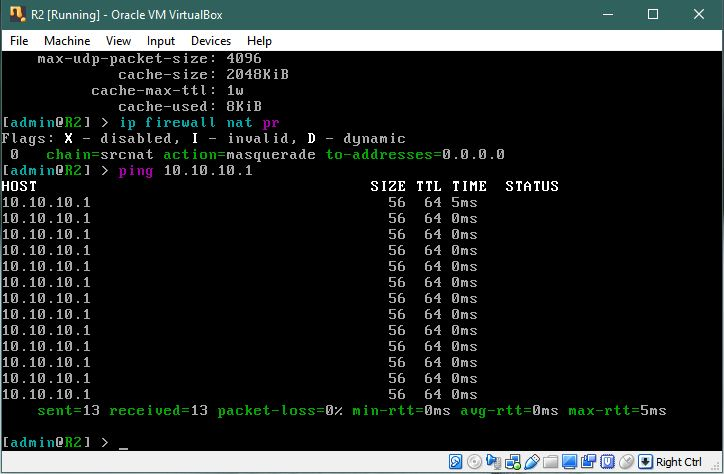 R2 [Running] - Oracle VM VirtualBox
File Machine View Input Devices Help
max-udp-packet-size: 4096
cache-size: 2048KiB
cache-max-ttl: 1w
cache-used: 8KiB
[admin@R2] > ip firewall nat pr
Flags: X - disabled, I - invalid, D - dynamic
0 chain=srcnat action=masquerade to-addresses=0.0.0.0
[admin@R2] > ping 10.10.10.1
HOST SIZE TTL TIME STATUS
10.10.10.1 56 64 5ms
10.10.10.1 56 64 0ms
10.10.10.1 56 64 0ms
10.10.10.1 56 64 0ms
10.10.10.1 56 64 0ms
10.10.10.1 56 64 0ms
10.10.10.1 56 64 0ms
10.10.10.1 56 64 0ms
10.10.10.1 56 64 0ms
10.10.10.1 56 64 0ms
10.10.10.1 56 64 0ms
10.10.10.1 56 64 0ms
10.10.10.1 56 64 0ms
sent=13 received=13 packet-loss=0% min-rtt=0ms avg-rtt=0ms max-rtt=5ms
[admin@R2] > _
Right Ctrl